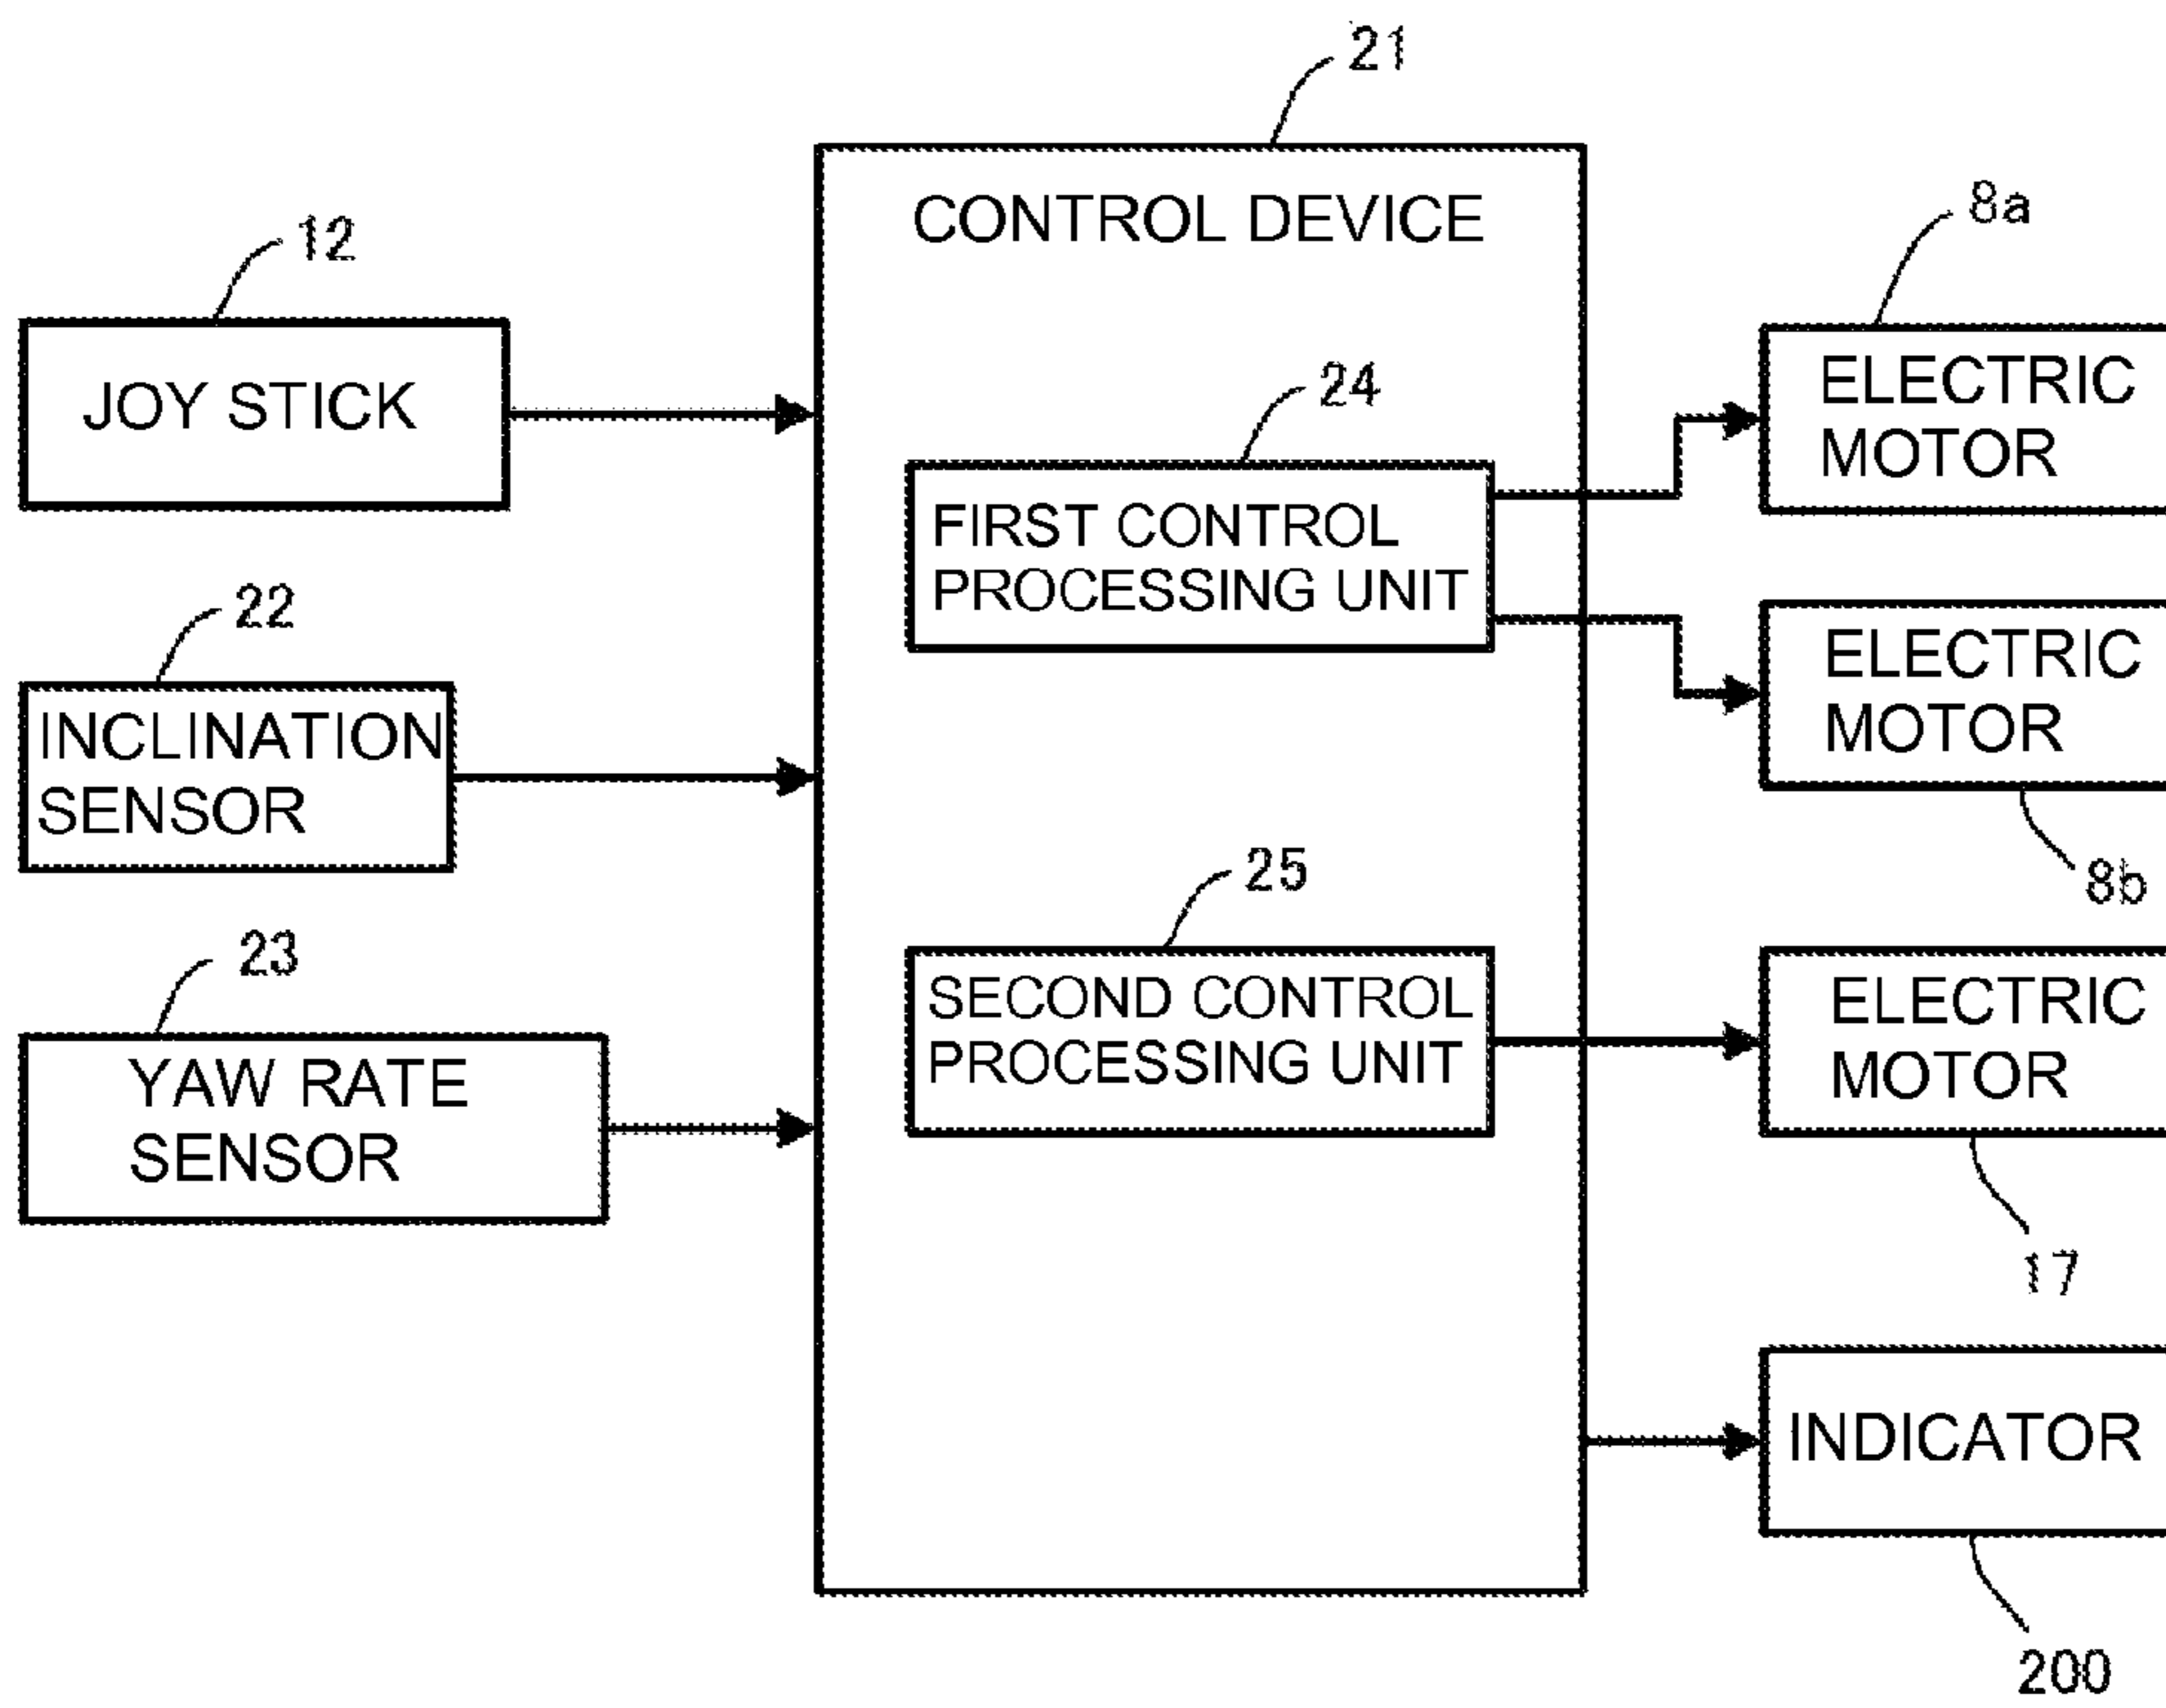 21
CONTROL DEVICE
12
JOY STICK
22
INCLINATION
SENSOR
23
YAW RATE
SENSOR
24
FIRST CONTROL
PROCESSING UNIT
25
SECOND CONTROL
PROCESSING UNIT
8a
ELECTRIC
MOTOR
ELECTRIC
MOTOR
8b
ELECTRIC
MOTOR
17
INDICATOR
200